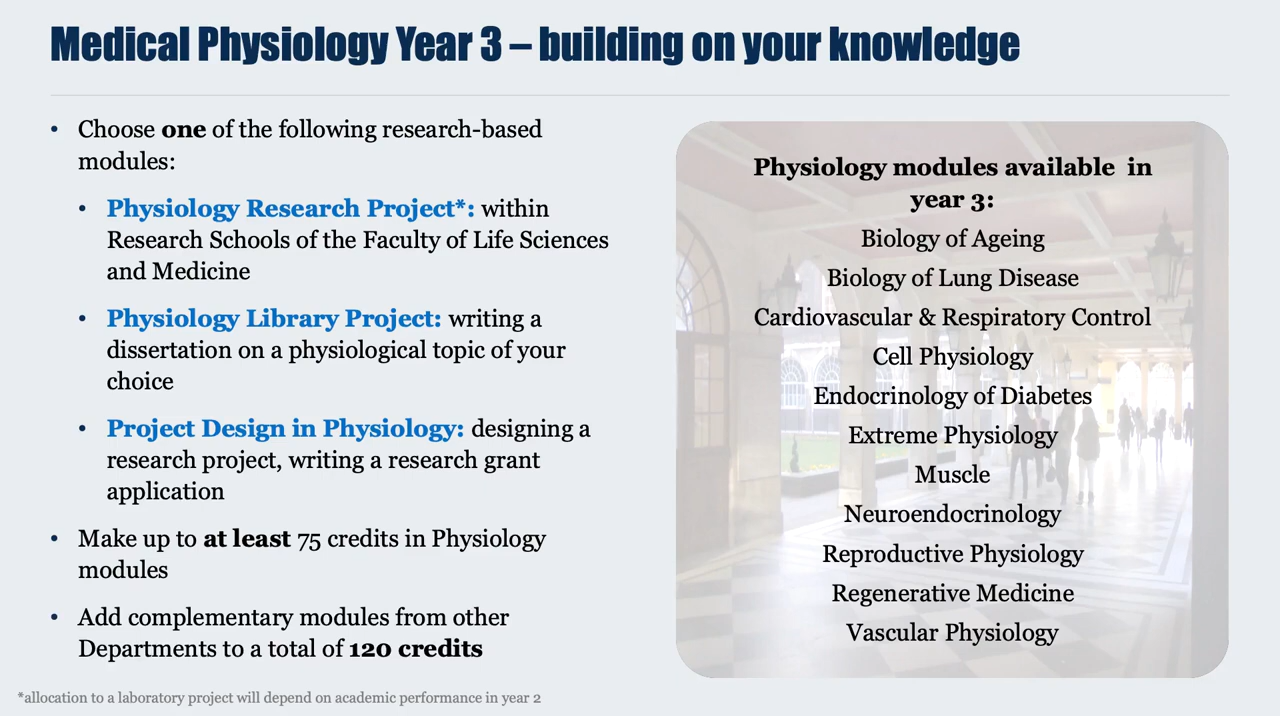 Medical Physiology Year 3 – building on your knowledge
• Choose one of the following research-based
modules:
• Physiology Research Project*: within
Research Schools of the Faculty of Life Sciences
and Medicine
• Physiology Library Project: writing a
dissertation on a physiological topic of your
choice
• Project Design in Physiology: designing a
research project, writing a research grant
application
• Make up to at least 75 credits in Physiology
modules
• Add complementary modules from other
Departments to a total of 120 credits
Physiology modules available in
year 3:
Biology of Ageing
Biology of Lung Disease
Cardiovascular & Respiratory Control
Cell Physiology
Endocrinology of Diabetes
Extreme Physiology
Muscle
Neuroendocrinology
Reproductive Physiology
Regenerative Medicine
Vascular Physiology
*allocation to a laboratory project will depend on academic performance in year 2